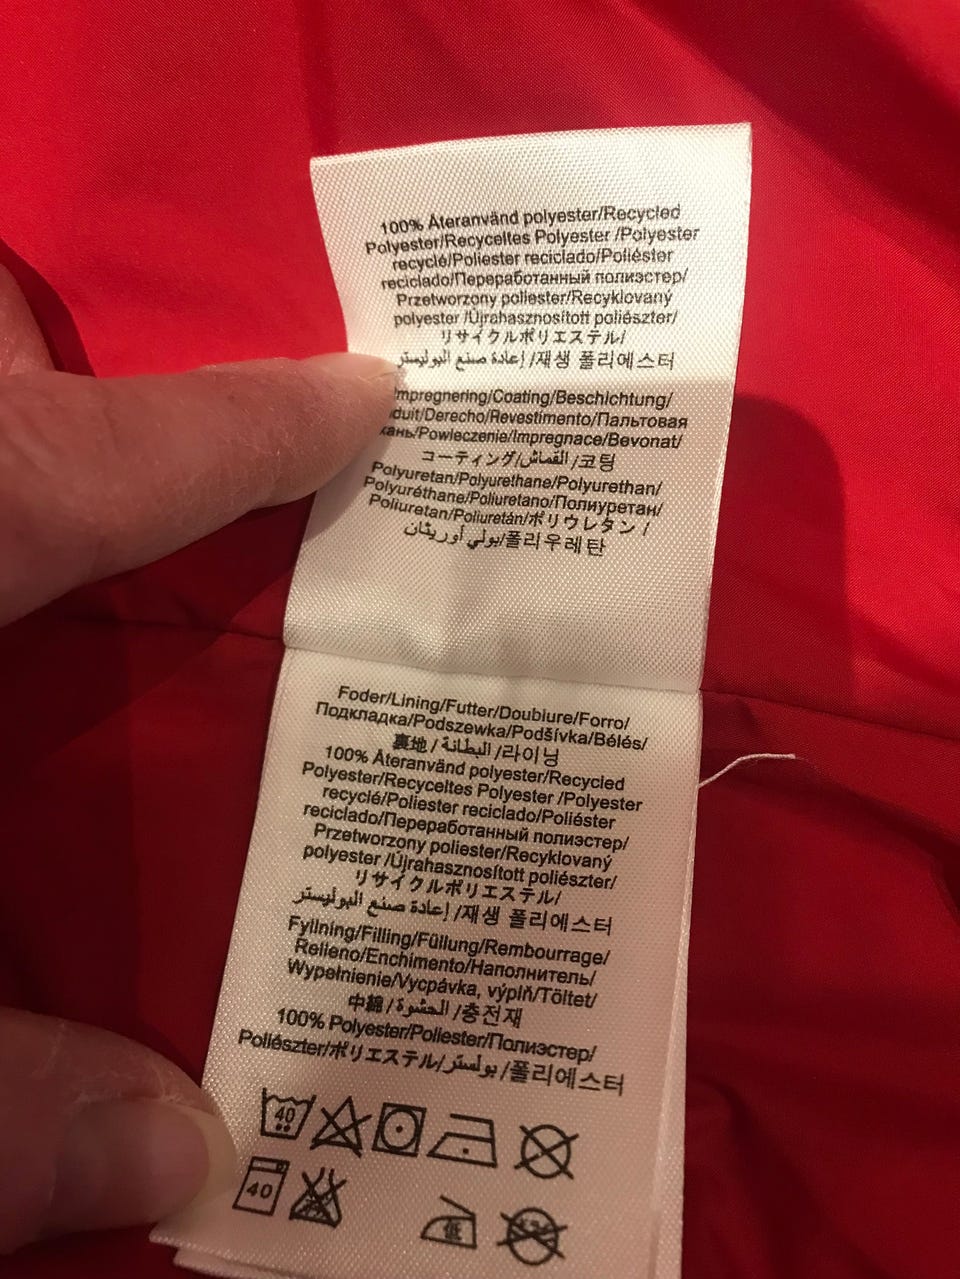 100% Återanvänd polyester/Recycled
Polyester/Recyceltes Polyester /Polyester
recyclé/Poliester reciclado/Poliéster
reciclado/Переработанный полиэстер/
Przetworzony poliester/Recyklovaný
polyester /Újrahasznosított poliészter/
リサイクルポリエステル/
إعادة صنع البوليستر /재생 폴리에스터
Impregnering/Coating/Beschichtung/
/Derecho/Revestimento/Пальтовая
/Powleczenie/Impregnace/Bevonat/
コーティング/القماش /코팅
Polyuretan/Polyurethane/Polyurethan/
Polyuréthane/Poliuretano/Полиуретан/
Poliuretan/Poliuretán/ポリウレタン /
بولي أوريثان/폴리우레탄
Foder/Lining/Futter/Doublure/Forro/
Подкладка/Podszewka/Podšívka/Bélés/
裏地 / البطانة /라이닝
100% Återanvänd polyester/Recycled
Polyester/Recyceltes Polyester /Polyester
recyclé/Poliester reciclado/Poliéster
reciclado/Переработанный полиэстер/
Przetworzony poliester/Recyklovaný
polyester /Újrahasznosított poliészter/
リサイクルポリエステル/
إعادة صنع البوليستر /재생 폴리에스터
Fyllning/Filling/Füllung/Rembourrage/
Relleno/Enchimento/Наполнитель/
Wypełnienie/Vycpávka, výplň/Töltet/
中綿 / الحشوة /충전재
100% Polyester/Poliester/Полиэстер/
Poliészter/ポリエステル/بولستر /폴리에스터
40
40
低